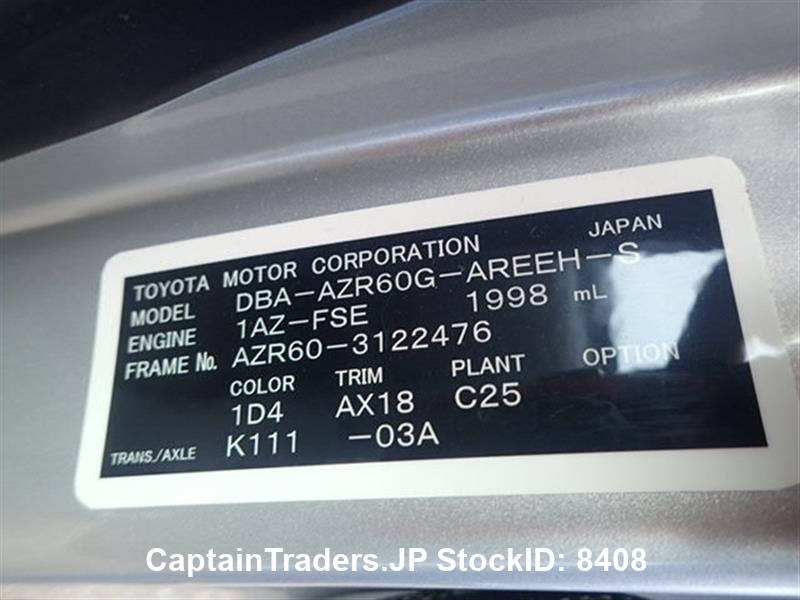 TOYOTA MOTOR CORPORATION JAPAN
MODEL DBA-AZR60G-AREEH-S
ENGINE 1AZ-FSE 1998 mL
FRAME No. AZR60-3122476
COLOR TRIM PLANT OPTION
1D4 AX18 C25
TRANS./AXLE K111 -03A
CaptainTraders.JP StockID: 8408